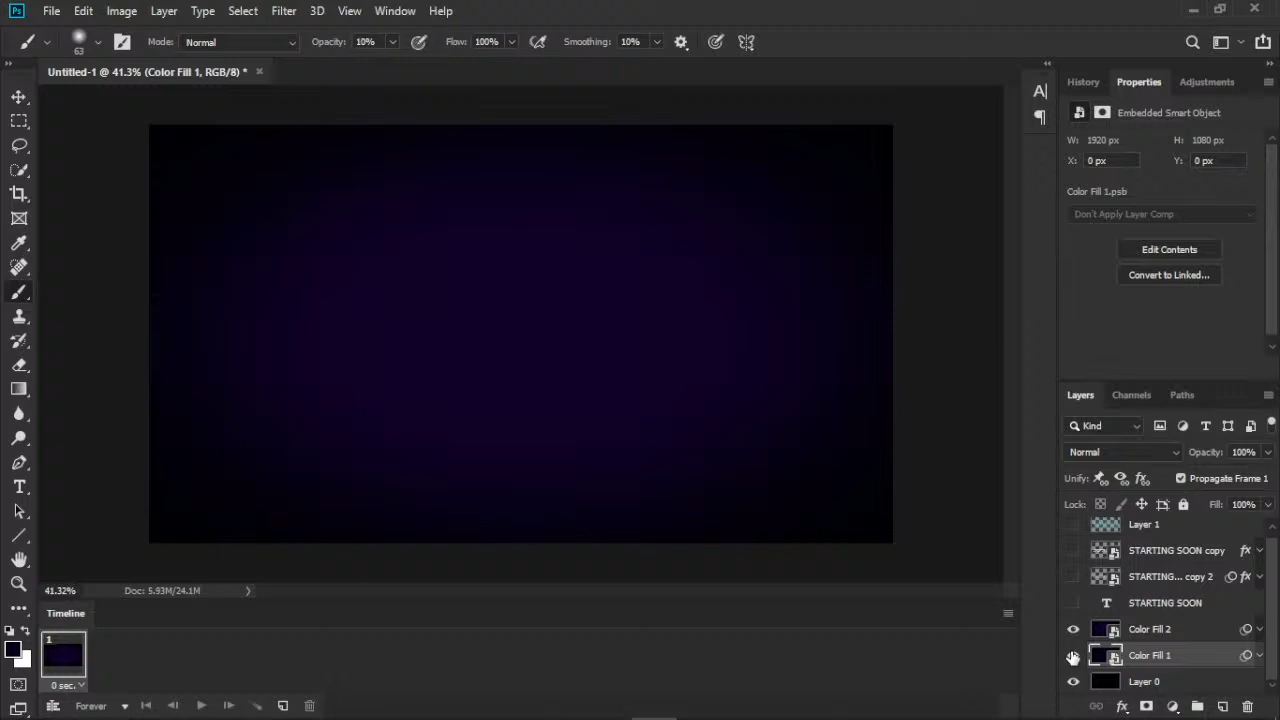 Ps File Edit Image Layer Type Select Filter 3D View Window Help
63 Mode: Normal Opacity: 10% Flow: 100% Smoothing: 10%
Untitled-1 @ 41.3% (Color Fill 1, RGB/8) *
History Properties Adjustments
Embedded Smart Object
W: 1920 px H: 1080 px
X: 0 px Y: 0 px
Color Fill 1.psb
Don't Apply Layer Comp
Edit Contents
Convert to Linked...
Layers Channels Paths
Kind
Normal Opacity: 100%
Unify: Propagate Frame 1
Lock: Fill: 100%
Layer 1
STARTING SOON copy fx
STARTING... copy 2 fx
STARTING SOON
Color Fill 2
Color Fill 1
Layer 0
41.32% Doc: 5.93M/24.1M
Timeline
1
0 sec.
Forever